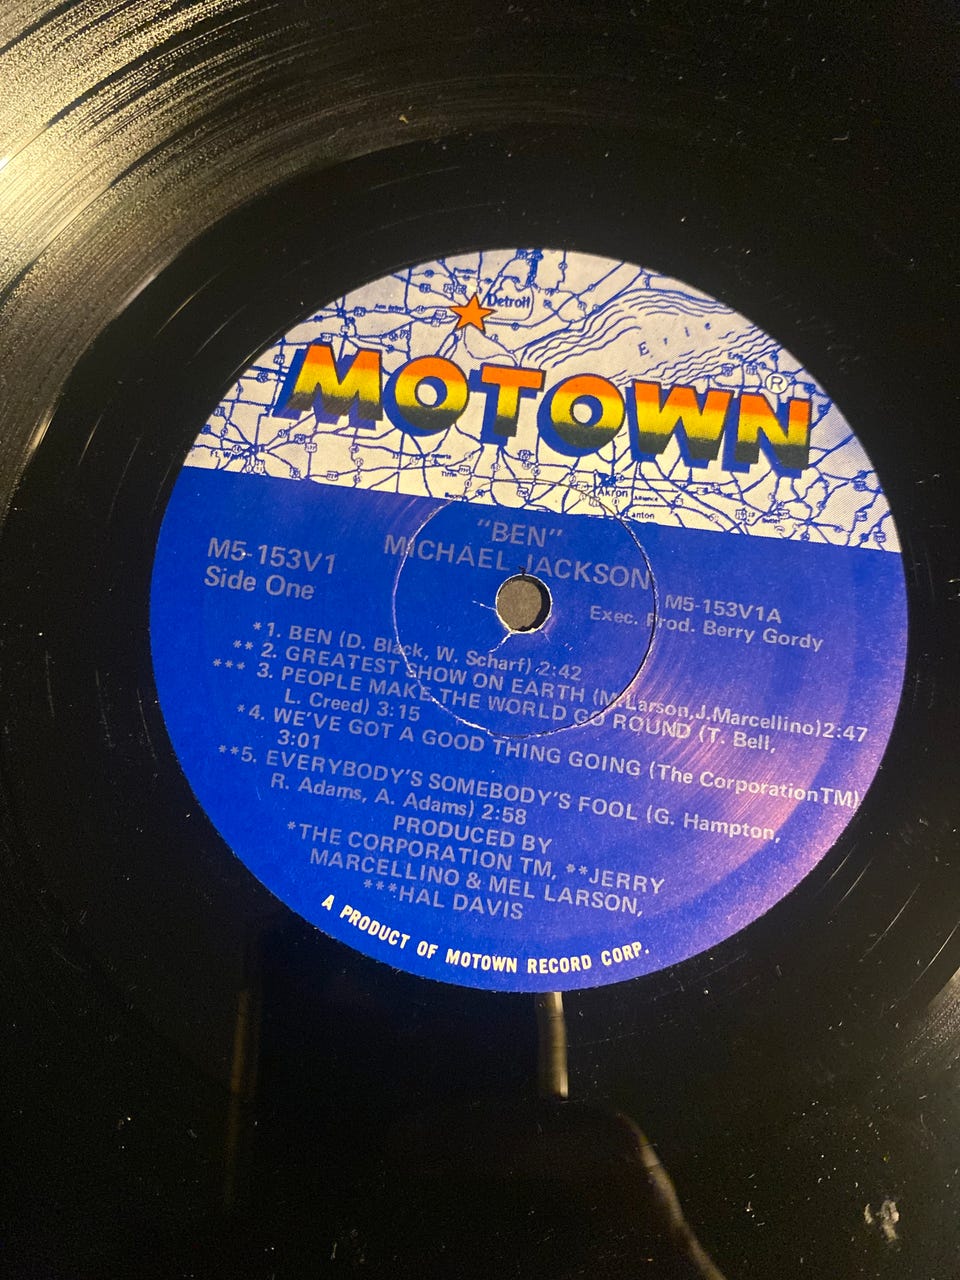 Detroit
Erie
MOTOWN®
Akron
"BEN"
MICHAEL JACKSON
M5-153V1
Side One
M5-153V1A
Exec. Prod. Berry Gordy
*1. BEN (D. Black, W. Scharf) 2:42
** 2. GREATEST SHOW ON EARTH (M. Larson,J.Marcellino)2:47
*** 3. PEOPLE MAKE THE WORLD GO ROUND (T. Bell,
L. Creed) 3:15
*4. WE'VE GOT A GOOD THING GOING (The CorporationTM)
3:01
**5. EVERYBODY'S SOMEBODY'S FOOL (G. Hampton,
R. Adams, A. Adams) 2:58
PRODUCED BY
*THE CORPORATION TM, **JERRY
MARCELLINO & MEL LARSON,
***HAL DAVIS
A PRODUCT OF MOTOWN RECORD CORP.